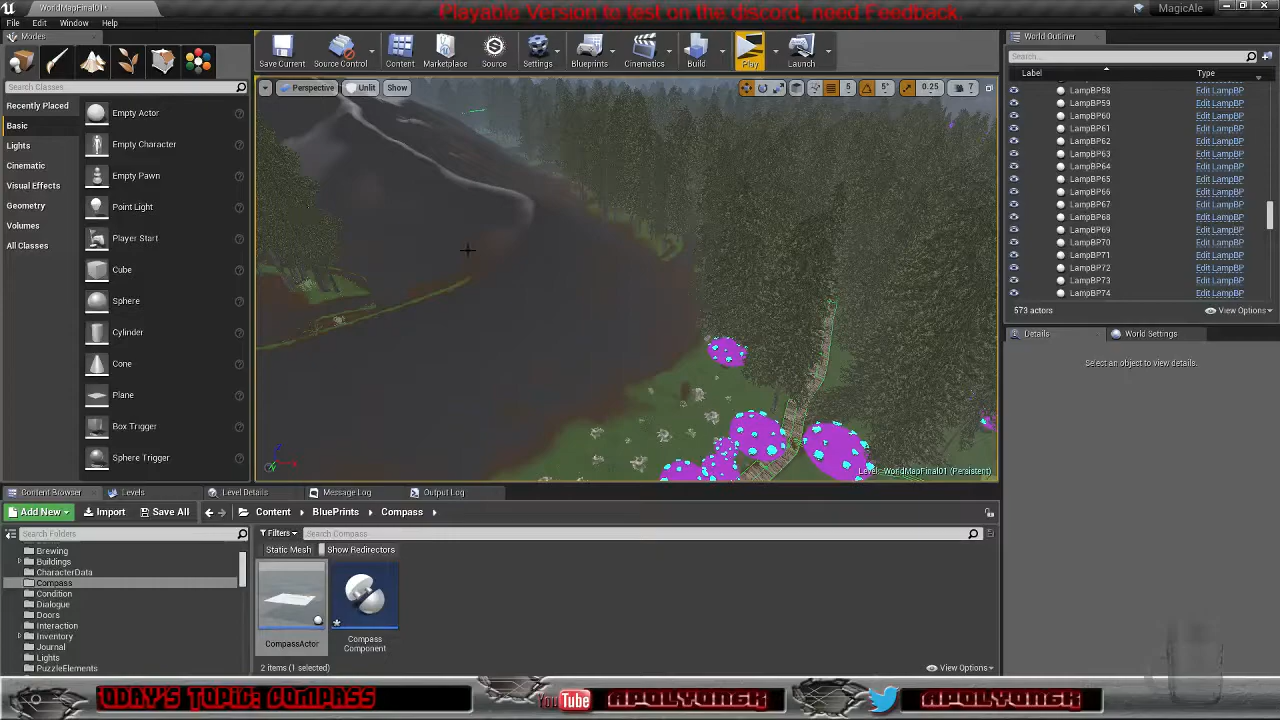 WorldMapFinal01*
Playable Version to test on the discord, need Feedback.
MagicAle
File Edit Window Help
Modes
Save Current Source Control Content Marketplace Source Settings Blueprints Cinematics Build Play Launch
World Outliner
Search...
Label Type
Search Classes
Perspective Unlit Show
5 5° 0.25 7
Recently Placed
Basic
Lights
Cinematic
Visual Effects
Geometry
Volumes
All Classes
Empty Actor
Empty Character
Empty Pawn
Point Light
Player Start
Cube
Sphere
Cylinder
Cone
Plane
Box Trigger
Sphere Trigger
LampBP58 Edit LampBP
LampBP59 Edit LampBP
LampBP60 Edit LampBP
LampBP61 Edit LampBP
LampBP62 Edit LampBP
LampBP63 Edit LampBP
LampBP64 Edit LampBP
LampBP65 Edit LampBP
LampBP66 Edit LampBP
LampBP67 Edit LampBP
LampBP68 Edit LampBP
LampBP69 Edit LampBP
LampBP70 Edit LampBP
LampBP71 Edit LampBP
LampBP72 Edit LampBP
LampBP73 Edit LampBP
LampBP74 Edit LampBP
573 actors View Options
Details World Settings
Select an object to view details.
Level: WorldMapFinal01 (Persistent)
Content Browser Levels Level Details Message Log Output Log
Add New Import Save All Content BluePrints Compass
Search Folders
Filters Search Compass
Static Mesh Show Redirectors
Brewing
Buildings
CharacterData
Compass
Condition
Dialogue
Doors
Interaction
Inventory
Journal
Lights
PuzzleElements
CompassActor
Compass
Component
2 items (1 selected) View Options
ODAY'S TOPIC: COMPASS
YouTube APOLYONGK APOLYONGK